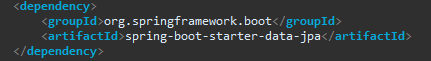 <dependency>
<groupId>org.springframework.boot</groupId>
<artifactId>spring-boot-starter-data-jpa</artifactId>
</dependency>